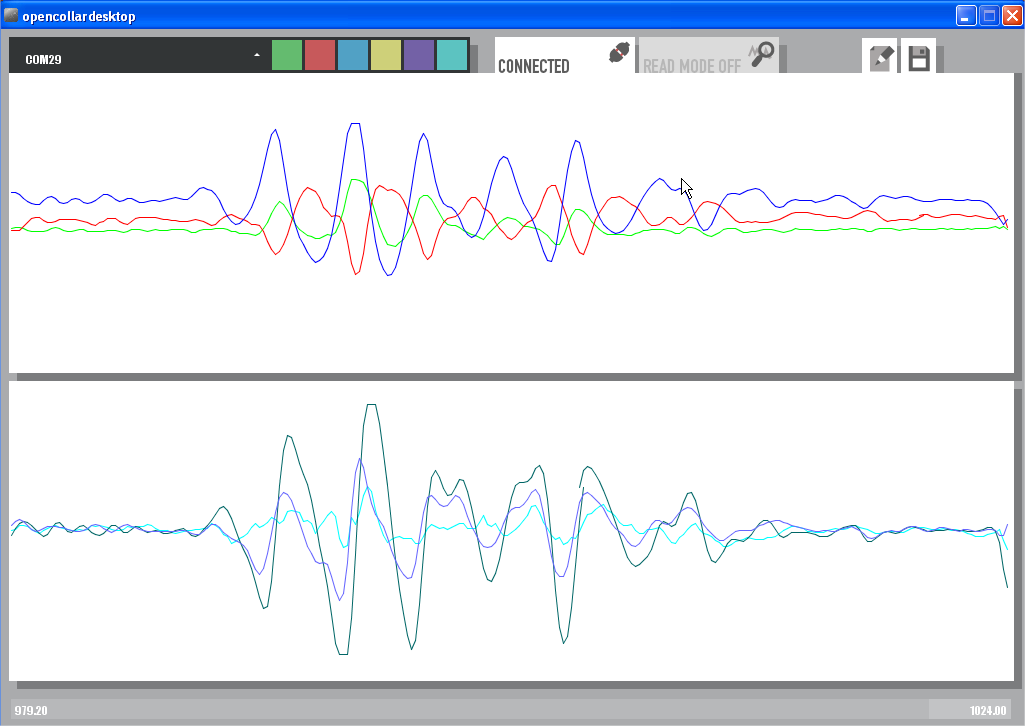 opencollardesktop
COM29
CONNECTED
READ MODE OFF
979.20
1024.00